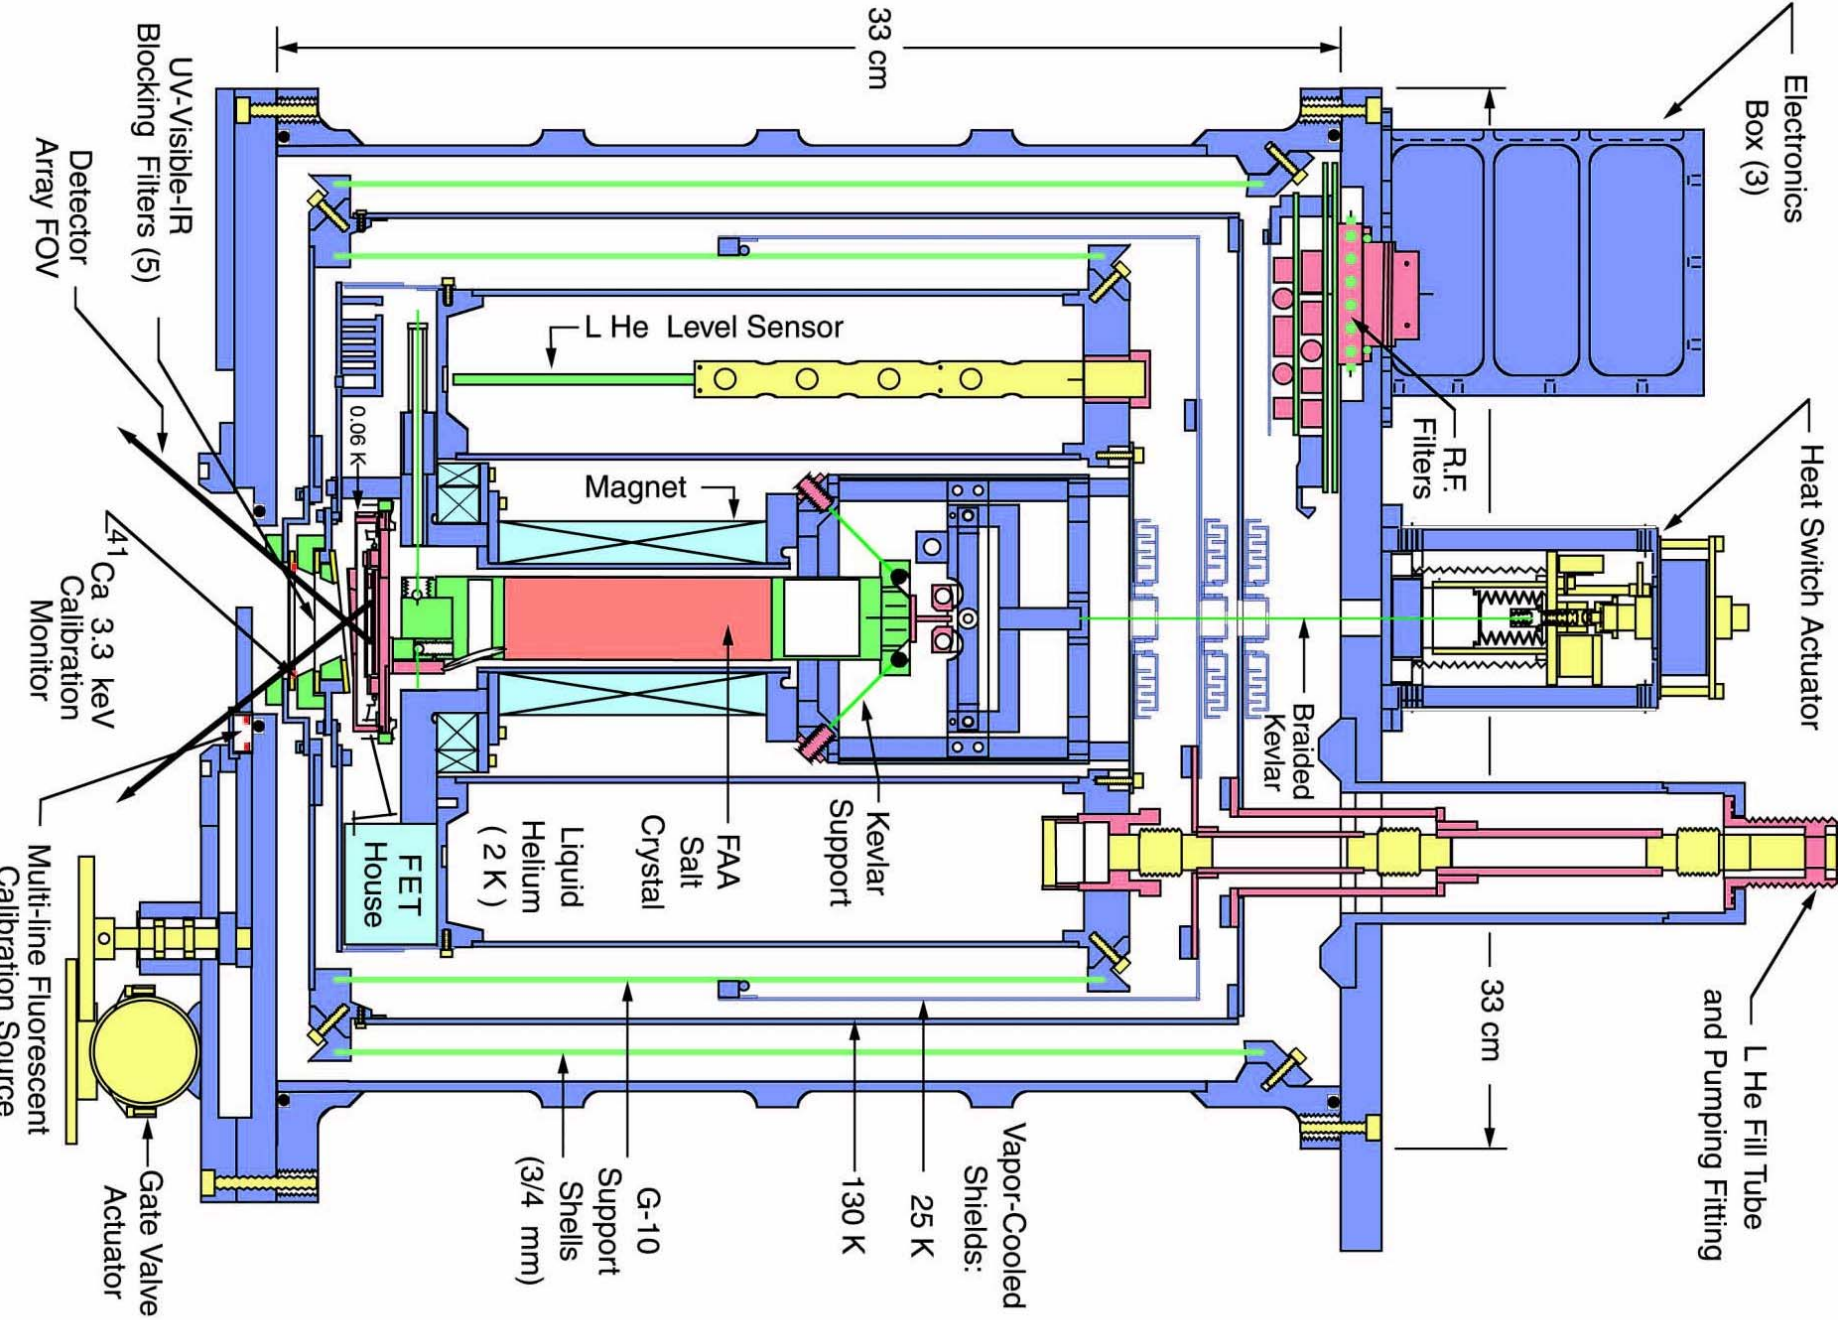 33 cm
Electronics
Box (3)
UV-Visible-IR
Blocking Filters (5)
Detector
Array FOV
L He Level Sensor
R.F.
Filters
Heat Switch Actuator
0.06 K
Magnet
41Ca 3.3 keV
Calibration
Monitor
Braided
Kevlar
Kevlar
Support
FAA
Salt
Crystal
Liquid
Helium
( 2 K )
FET
House
Multi-line Fluorescent
Calibration Source
33 cm
L He Fill Tube
and Pumping Fitting
Gate Valve
Actuator
G-10
Support
Shells
(3/4 mm)
Vapor-Cooled
Shields:
25 K
130 K